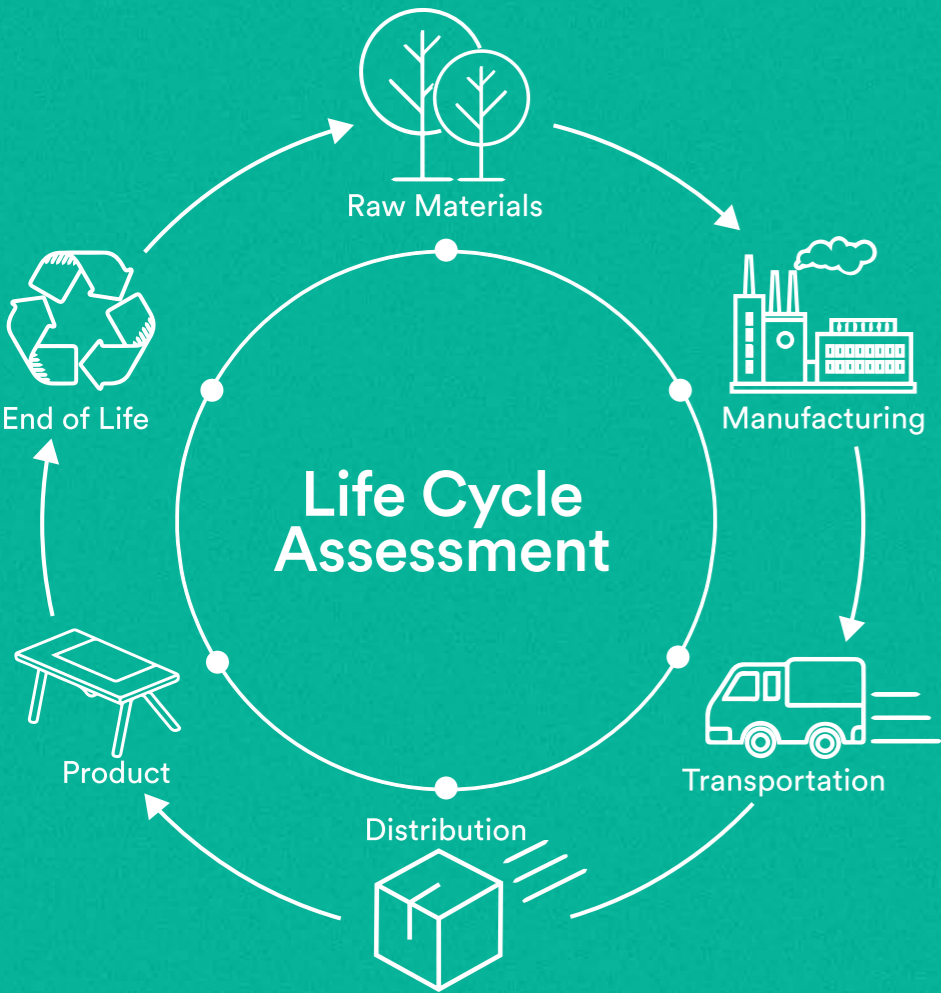 Raw Materials
End of Life
Manufacturing
Life Cycle
Assessment
Product
Transportation
Distribution